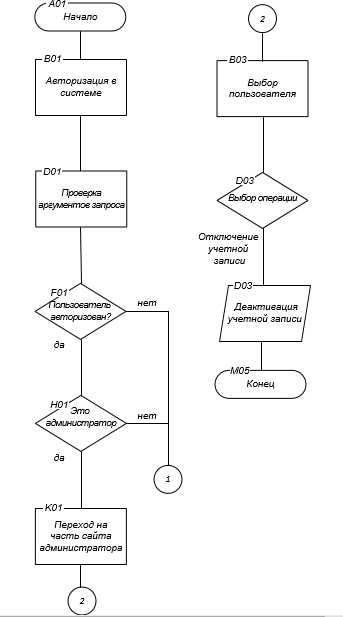 A01
Начало
B01
Авторизация в
системе
D01
Проверка
аргументов запроса
F01
Пользователь
авторизован?
нет
да
H01
Это
администратор
нет
да
1
K01
Переход на
часть сайта
администратора
2
2
B03
Выбор
пользователя
D03
Выбор операции
Отключение
учетной
записи
D03
Деактивация
учетной записи
M05
Конец